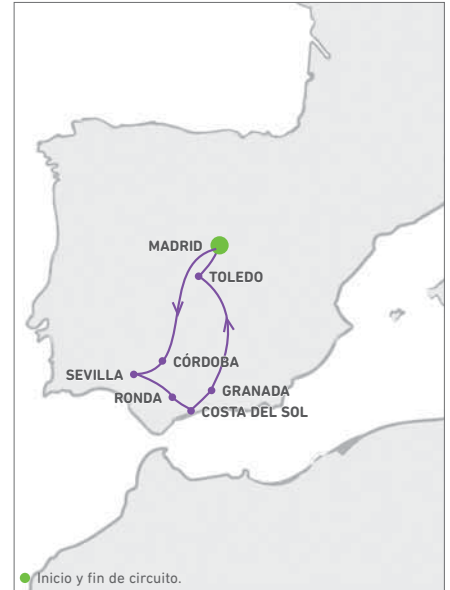 MADRID
TOLEDO
CÓRDOBA
SEVILLA
RONDA
GRANADA
COSTA DEL SOL
Inicio y fin de circuito.